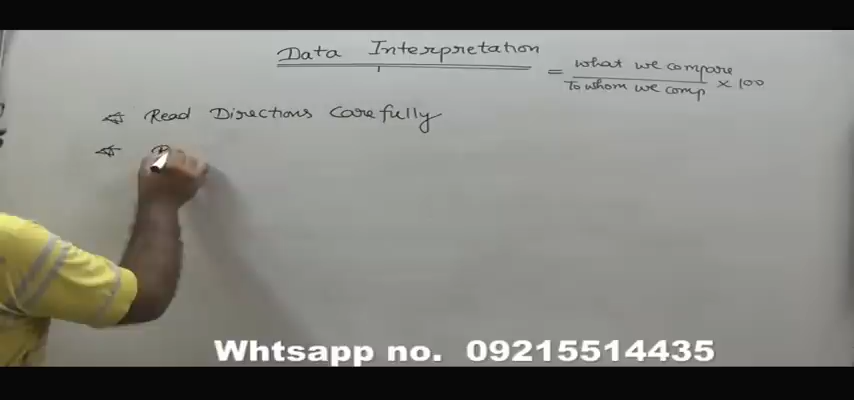 Data Interpretation
= what we compare
To whom we comp × 100
Read Directions Carefully
Whtsapp no. 09215514435